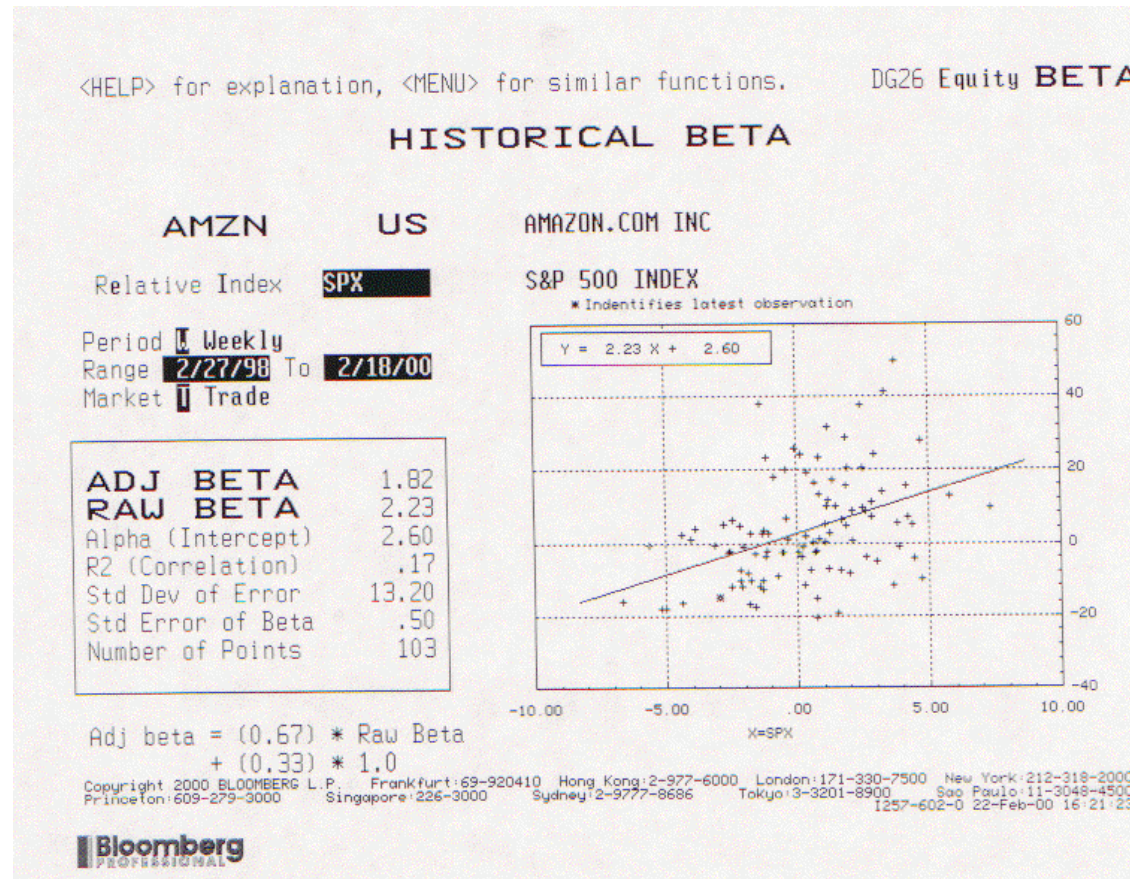 <HELP> for explanation, <MENU> for similar functions. DG26 Equity BETA
HISTORICAL BETA
AMZN US AMAZON.COM INC
Relative Index SPX S&P 500 INDEX
* Indentifies latest observation
Period W Weekly
Range 2/27/98 To 2/18/00
Market T Trade
Y = 2.23 X + 2.60
60
40
20
0
-20
-40
-10.00 -5.00 .00 5.00 10.00
X=SPX
ADJ BETA 1.82
RAW BETA 2.23
Alpha (Intercept) 2.60
R2 (Correlation) .17
Std Dev of Error 13.20
Std Error of Beta .50
Number of Points 103
Adj beta = (0.67) * Raw Beta
+ (0.33) * 1.0
Copyright 2000 BLOOMBERG L.P. Frankfurt:69-920410 Hong Kong:2-977-6000 London:171-330-7500 New York:212-318-2000
Princeton:609-279-3000 Singapore:226-3000 Sydney:2-9777-8686 Tokyo:3-3201-8900 Sao Paulo:11-3048-4500
I257-602-0 22-Feb-00 16:21:23
Bloomberg
PROFESSIONAL